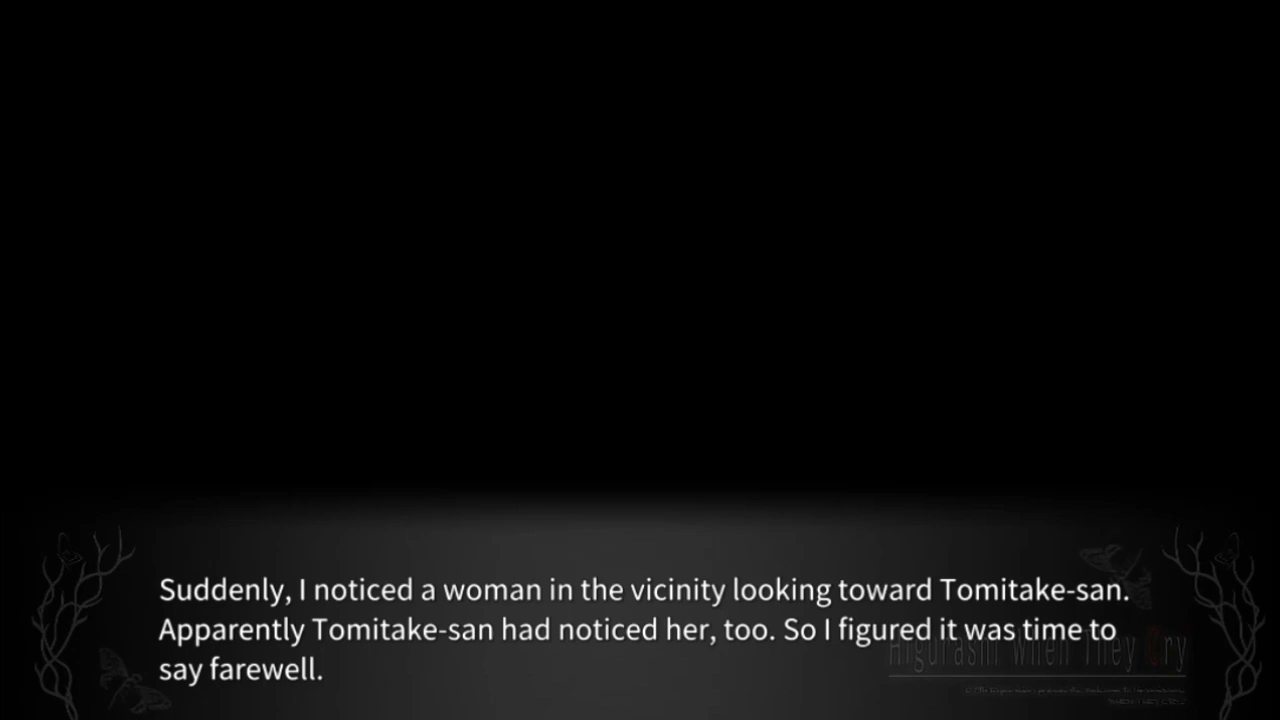 Suddenly, I noticed a woman in the vicinity looking toward Tomitake-san.
Apparently Tomitake-san had noticed her, too. So I figured it was time to
say farewell.
Higurashi When They Cry